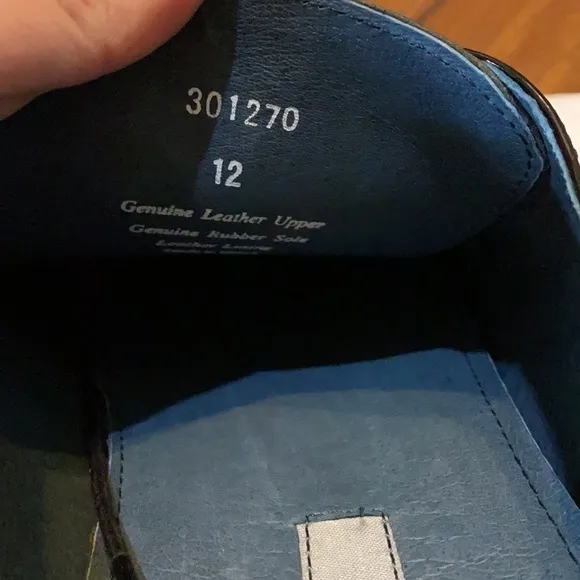 301270
12
Genuine Leather Upper
Genuine Rubber Sole
Leather Lining